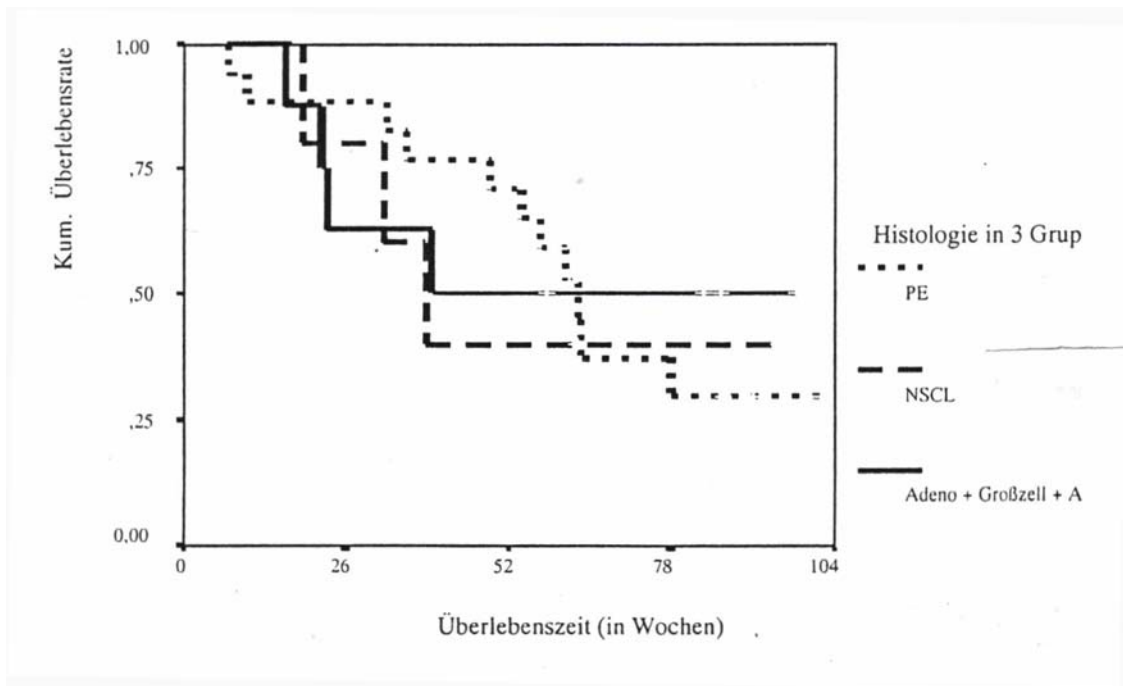 Kum. Überlebensrate
1,00
,75
,50
,25
0,00
0
26
52
78
104
Überlebenszeit (in Wochen)
Histologie in 3 Grup
PE
NSCL
Adeno + Großzell + A